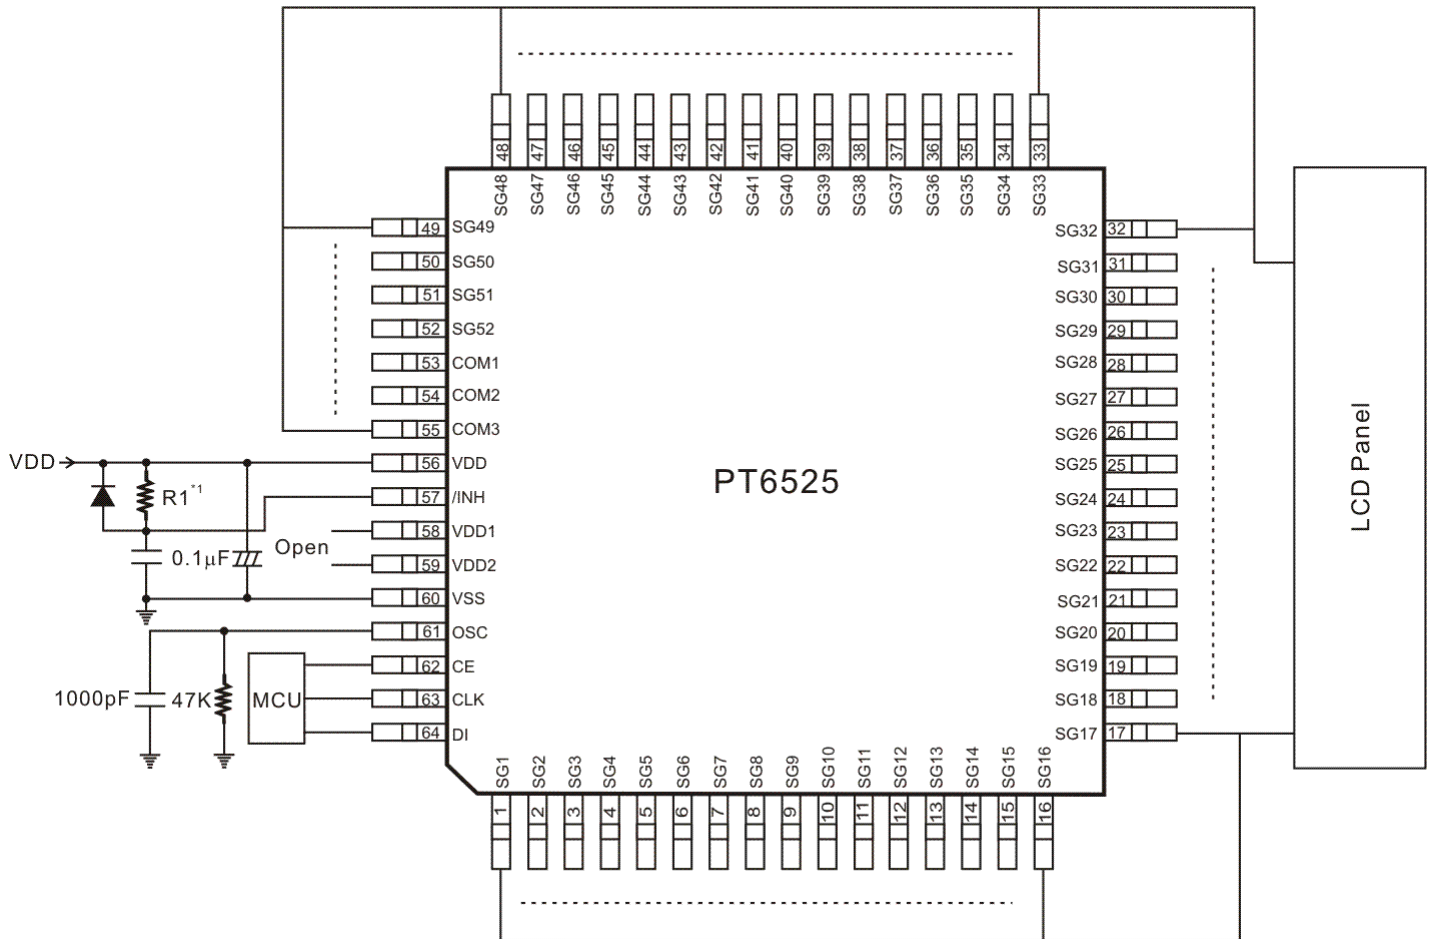 48 47 46 45 44 43 42 41 40 39 38 37 36 35 34 33
SG48 SG47 SG46 SG45 SG44 SG43 SG42 SG41 SG40 SG39 SG38 SG37 SG36 SG35 SG34 SG33
49 SG49
50 SG50
51 SG51
52 SG52
53 COM1
54 COM2
55 COM3
VDD
56 VDD
57 /INH
58 VDD1
59 VDD2
60 VSS
61 OSC
62 CE
63 CLK
64 DI
R1*1
0.1μF
Open
1000pF
47K
MCU
PT6525
SG32 32
SG31 31
SG30 30
SG29 29
SG28 28
SG27 27
SG26 26
SG25 25
SG24 24
SG23 23
SG22 22
SG21 21
SG20 20
SG19 19
SG18 18
SG17 17
LCD Panel
SG1 SG2 SG3 SG4 SG5 SG6 SG7 SG8 SG9 SG10 SG11 SG12 SG13 SG14 SG15 SG16
1 2 3 4 5 6 7 8 9 10 11 12 13 14 15 16